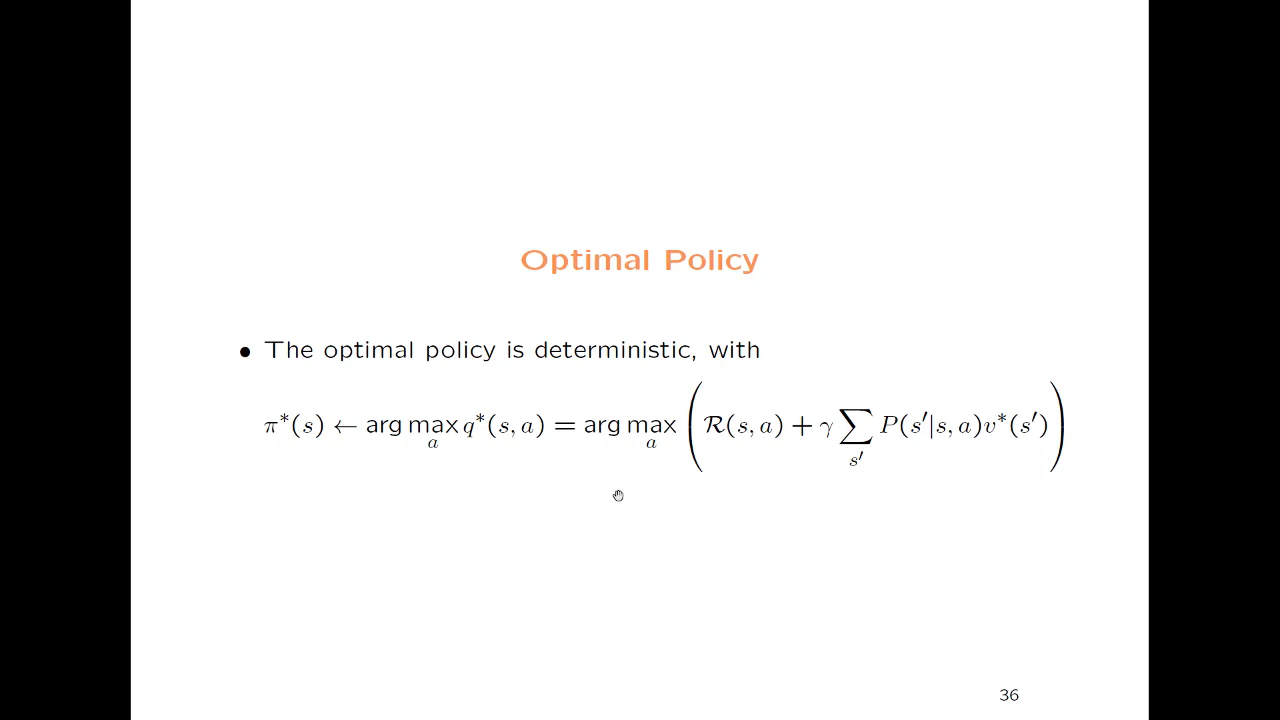 Optimal Policy
• The optimal policy is deterministic, with
π*(s) ← arg max_a q*(s, a) = arg max_a ( R(s, a) + γ ∑_{s′} P(s′|s, a)v*(s′) )
36